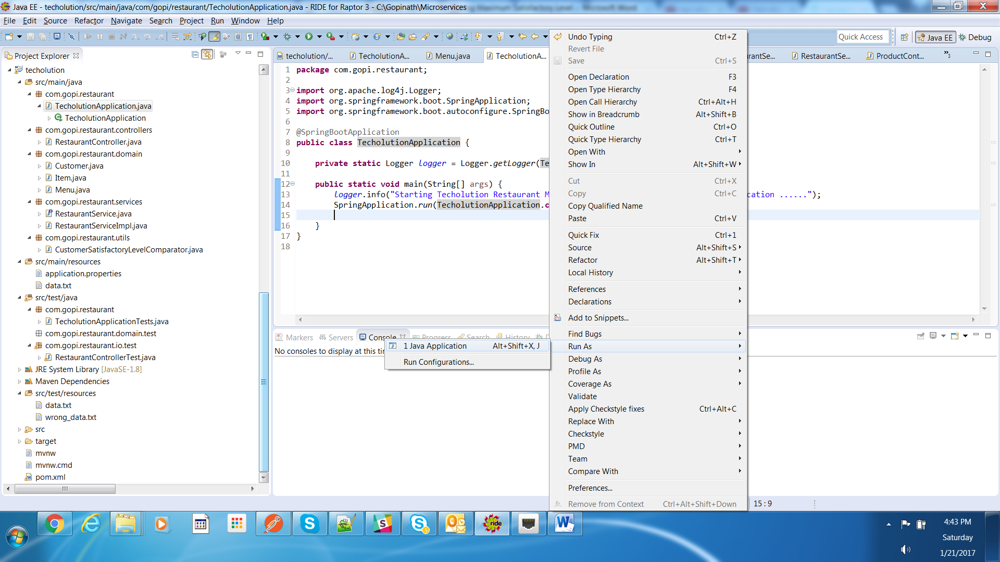 Java EE - techolution/src/main/java/com/gopi/restaurant/TecholutionApplication.java - RIDE for Raptor 3 - C:\Gopinath\Microservices
File Edit Source Refactor Navigate Search Project Run Window Help
Quick Access Java EE Debug
Project Explorer
techolution
src/main/java
com.gopi.restaurant
TecholutionApplication.java
TecholutionApplication
com.gopi.restaurant.controllers
RestaurantController.java
com.gopi.restaurant.domain
Customer.java
Item.java
Menu.java
com.gopi.restaurant.services
RestaurantService.java
RestaurantServiceImpl.java
com.gopi.restaurant.utils
CustomerSatisfactoryLevelComparator.java
src/main/resources
application.properties
data.txt
src/test/java
com.gopi.restaurant
TecholutionApplicationTests.java
com.gopi.restaurant.domain.test
com.gopi.restaurant.io.test
RestaurantControllerTest.java
JRE System Library [JavaSE-1.8]
Maven Dependencies
src/test/resources
data.txt
wrong_data.txt
src
target
mvnw
mvnw.cmd
pom.xml
techolution/... TecholutionA... Menu.java TecholutionA... rantSe... RestaurantSe... ProductCont... »3
1 package com.gopi.restaurant;
2
3 import org.apache.log4j.Logger;
4 import org.springframework.boot.SpringApplication;
5 import org.springframework.boot.autoconfigure.SpringBo
6
7 @SpringBootApplication
8 public class TecholutionApplication {
9
10 private static Logger logger = Logger.getLogger(Te
11
12 public static void main(String[] args) {
13 logger.info("Starting Techolution Restaurant M cation ......");
14 SpringApplication.run(TecholutionApplication.c
15
16 }
17 }
18
Markers Servers Console Progress Search History
No consoles to display at this ti
1 Java Application Alt+Shift+X, J
Run Configurations...
Undo Typing Ctrl+Z
Revert File
Save Ctrl+S
Open Declaration F3
Open Type Hierarchy F4
Open Call Hierarchy Ctrl+Alt+H
Show in Breadcrumb Alt+Shift+B
Quick Outline Ctrl+O
Quick Type Hierarchy Ctrl+T
Open With
Show In Alt+Shift+W
Cut Ctrl+X
Copy Ctrl+C
Copy Qualified Name
Paste Ctrl+V
Quick Fix Ctrl+1
Source Alt+Shift+S
Refactor Alt+Shift+T
Local History
References
Declarations
Add to Snippets...
Find Bugs
Run As
Debug As
Profile As
Coverage As
Validate
Apply Checkstyle fixes Ctrl+Alt+C
Replace With
Checkstyle
PMD
Team
Compare With
Preferences...
Remove from Context Ctrl+Alt+Shift+Down
15 : 9
ride
4:43 PM
Saturday
1/21/2017